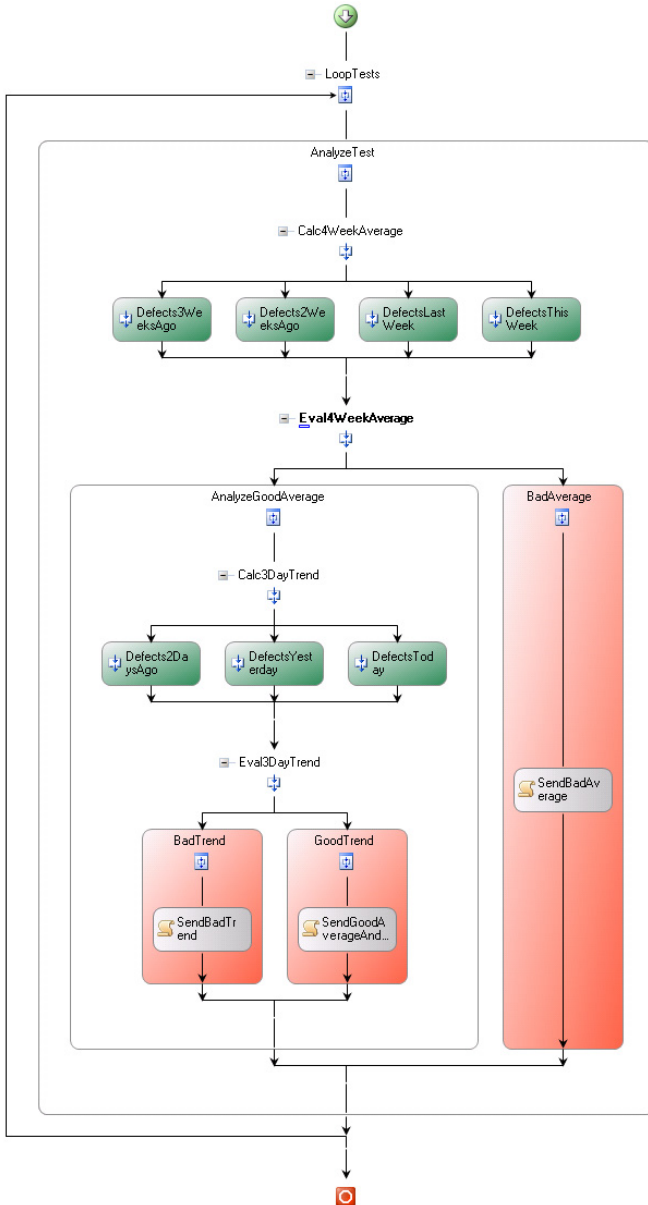 LoopTests
AnalyzeTest
Calc4WeekAverage
Defects3We
eksAgo
Defects2We
eksAgo
DefectsLast
Week
DefectsThis
Week
Eval4WeekAverage
AnalyzeGoodAverage
BadAverage
Calc3DayTrend
Defects2Da
ysAgo
DefectsYest
erday
DefectsTod
ay
Eval3DayTrend
SendBadAv
erage
BadTrend
GoodTrend
SendBadTr
end
SendGoodA
verageAnd...